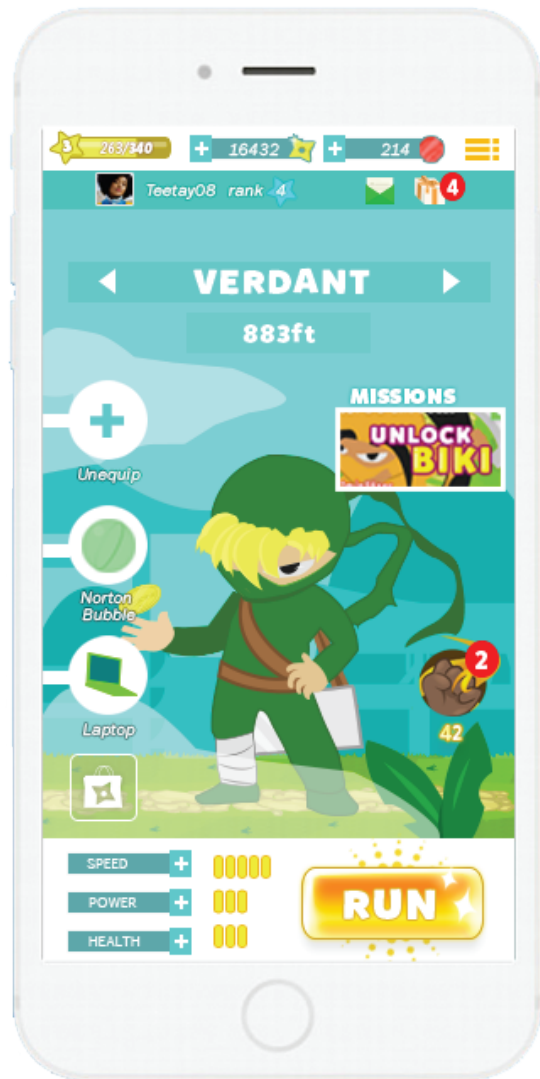 3 263/340 16432 214
Teetay08 rank 4 4
VERDANT
883ft
MISSIONS
UNLOCK
BIKI
Unequip
Norton
Bubble
2
42
Laptop
SPEED
POWER
HEALTH
RUN